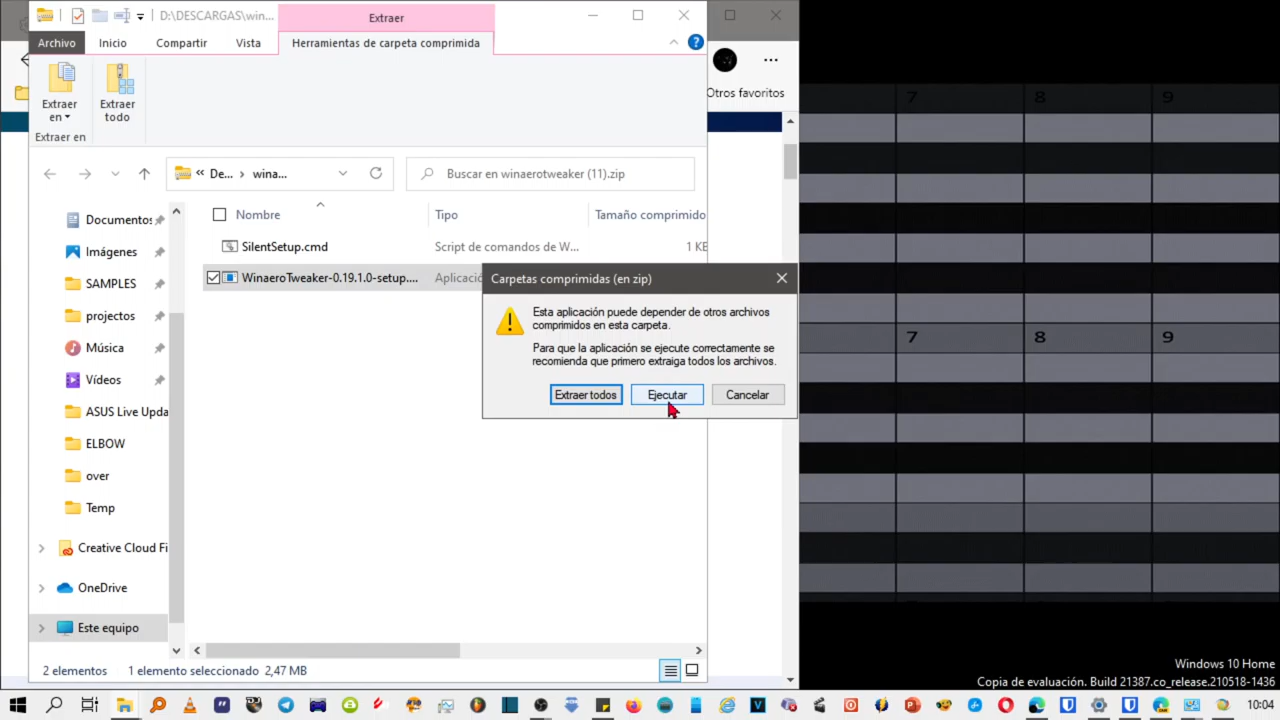 D:\DESCARGAS\wina...
Extraer
Archivo
Inicio
Compartir
Vista
Herramientas de carpeta comprimida
Extraer en
Extraer todo
Extraer en
Otros favoritos
« De... › wina...
Buscar en winaerotweaker (11).zip
Nombre
Tipo
Tamaño comprimido
Documentos
Imágenes
SAMPLES
projectos
Música
Vídeos
ASUS Live Upda
ELBOW
over
Temp
Creative Cloud Fi
OneDrive
Este equipo
SilentSetup.cmd
Script de comandos de W...
1 KE
WinaeroTweaker-0.19.1.0-setup....
Aplicació
Carpetas comprimidas (en zip)
Esta aplicación puede depender de otros archivos
comprimidos en esta carpeta.
Para que la aplicación se ejecute correctamente se
recomienda que primero extraiga todos los archivos.
Extraer todos
Ejecutar
Cancelar
7 8 9
7 8 9
2 elementos
1 elemento seleccionado 2,47 MB
Windows 10 Home
Copia de evaluación. Build 21387.co_release.210518-1436
10:04